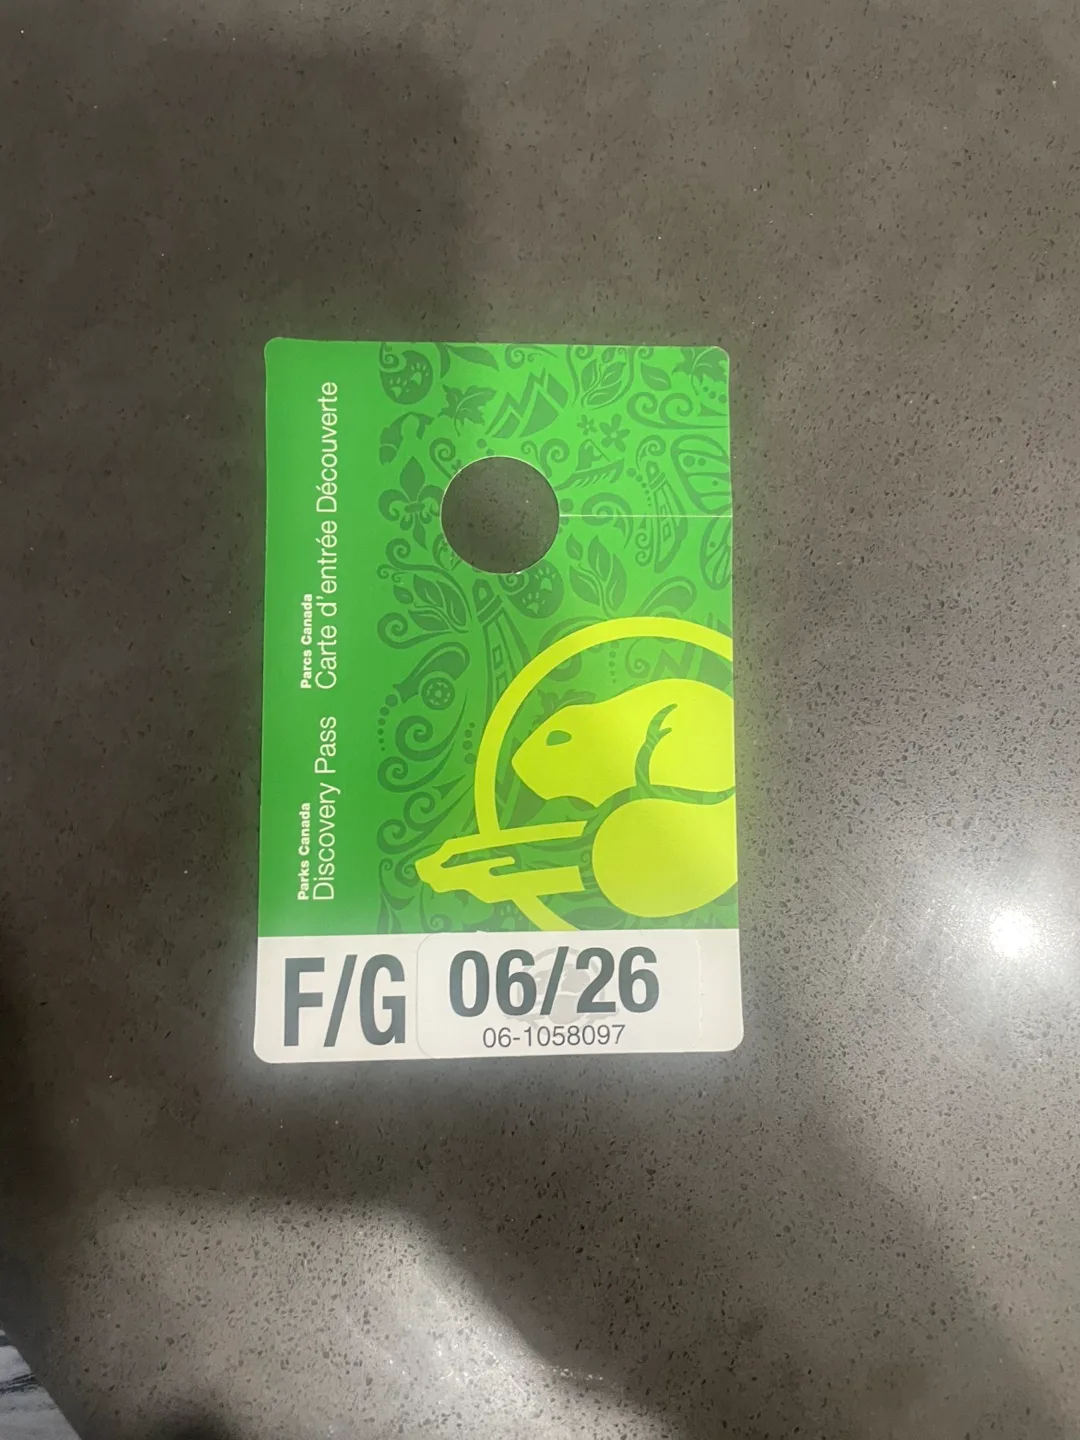 Parks Canada
Discovery Pass
Parcs Canada
Carte d'entrée Découverte
F/G
06/26
06-1058097